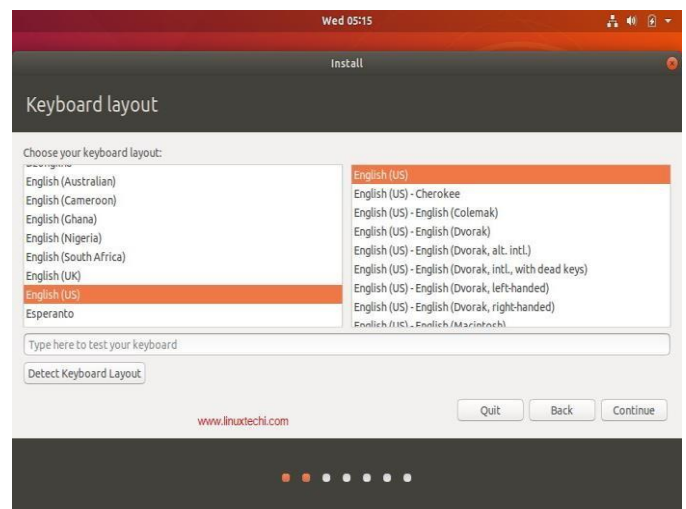 Wed 05:15
Install
Keyboard layout
Choose your keyboard layout:
English (Australian)
English (Cameroon)
English (Ghana)
English (Nigeria)
English (South Africa)
English (UK)
English (US)
Esperanto
English (US)
English (US) - Cherokee
English (US) - English (Colemak)
English (US) - English (Dvorak)
English (US) - English (Dvorak, alt. intl.)
English (US) - English (Dvorak, intl., with dead keys)
English (US) - English (Dvorak, left-handed)
English (US) - English (Dvorak, right-handed)
English (US) - English (Macintosh)
Type here to test your keyboard
Detect Keyboard Layout
Quit Back Continue
www.linuxtechi.com